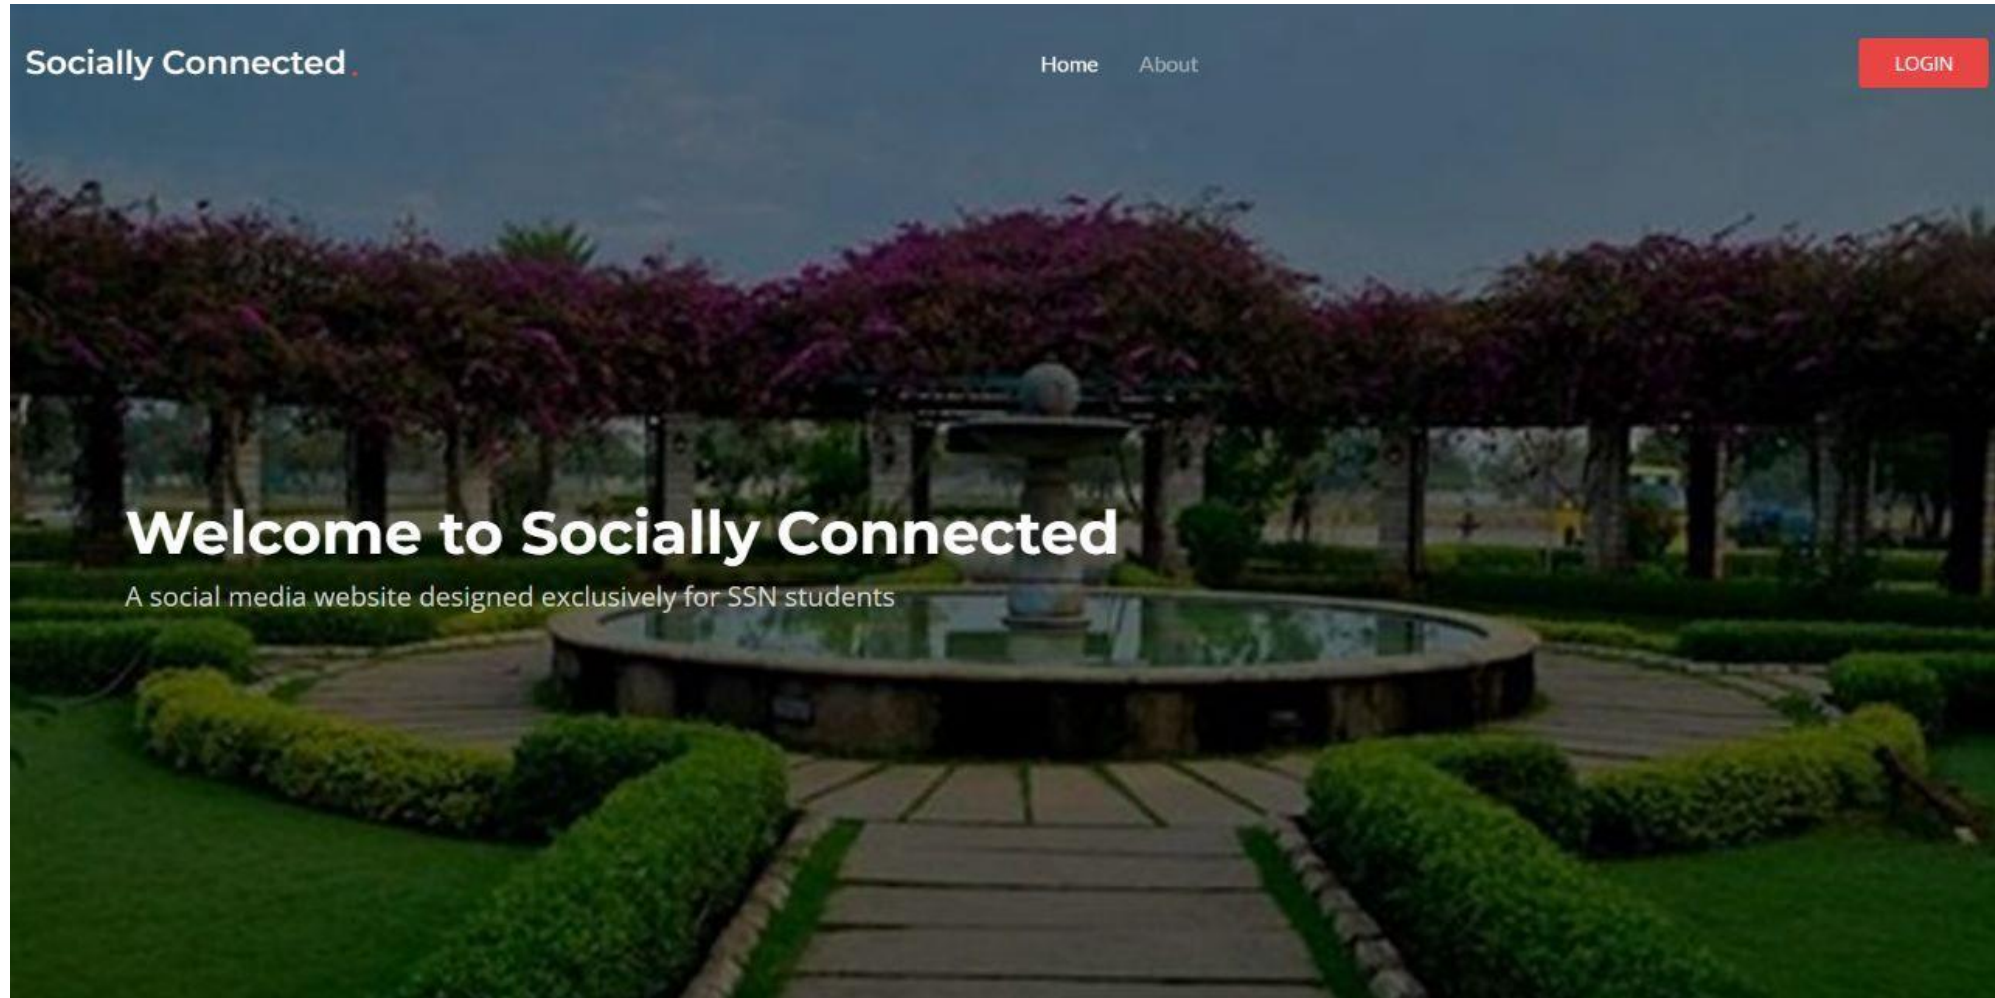 Socially Connected.
Home
About
LOGIN
Welcome to Socially Connected
A social media website designed exclusively for SSN students